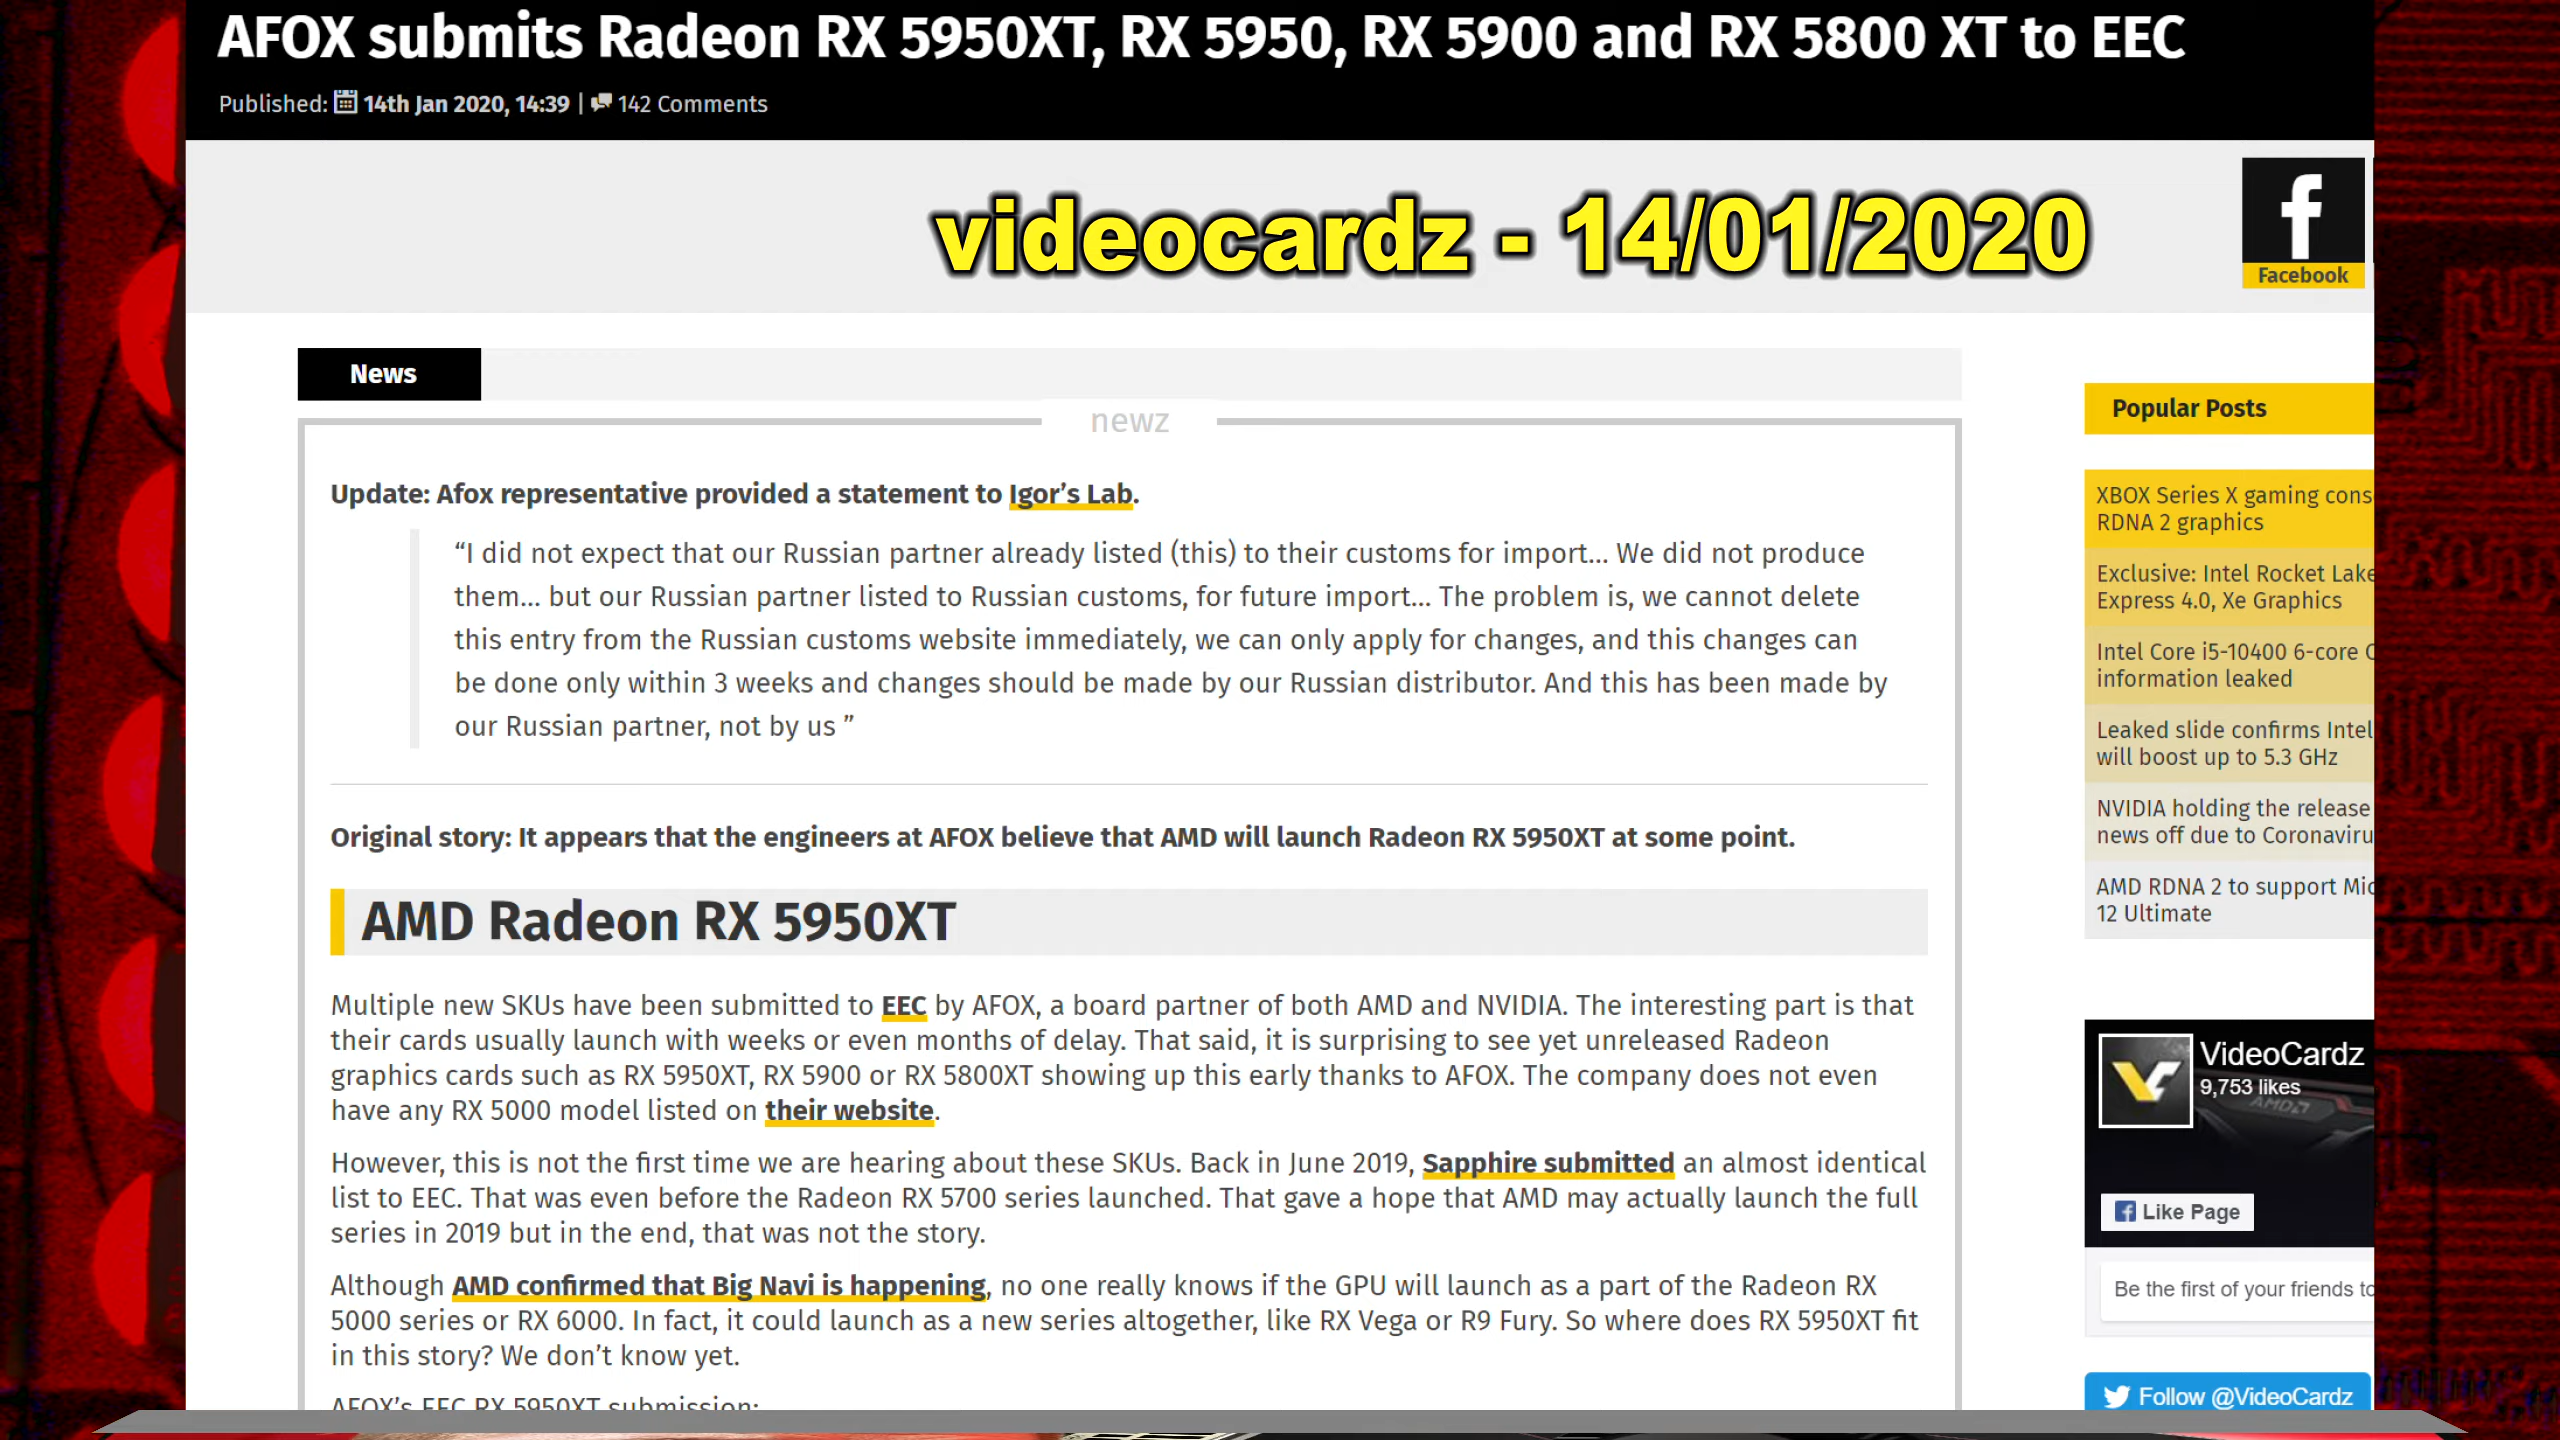 AFOX submits Radeon RX 5950XT, RX 5950, RX 5900 and RX 5800 XT to EEC
Published: 14th Jan 2020, 14:39 | 142 Comments
videocardz - 14/01/2020
Facebook
News
newz
Update: Afox representative provided a statement to Igor's Lab.
“I did not expect that our Russian partner already listed (this) to their customs for import… We did not produce
them… but our Russian partner listed to Russian customs, for future import… The problem is, we cannot delete
this entry from the Russian customs website immediately, we can only apply for changes, and this changes can
be done only within 3 weeks and changes should be made by our Russian distributor. And this has been made by
our Russian partner, not by us ”
Original story: It appears that the engineers at AFOX believe that AMD will launch Radeon RX 5950XT at some point.
AMD Radeon RX 5950XT
Multiple new SKUs have been submitted to EEC by AFOX, a board partner of both AMD and NVIDIA. The interesting part is that
their cards usually launch with weeks or even months of delay. That said, it is surprising to see yet unreleased Radeon
graphics cards such as RX 5950XT, RX 5900 or RX 5800XT showing up this early thanks to AFOX. The company does not even
have any RX 5000 model listed on their website.
However, this is not the first time we are hearing about these SKUs. Back in June 2019, Sapphire submitted an almost identical
list to EEC. That was even before the Radeon RX 5700 series launched. That gave a hope that AMD may actually launch the full
series in 2019 but in the end, that was not the story.
Although AMD confirmed that Big Navi is happening, no one really knows if the GPU will launch as a part of the Radeon RX
5000 series or RX 6000. In fact, it could launch as a new series altogether, like RX Vega or R9 Fury. So where does RX 5950XT fit
in this story? We don’t know yet.
AFOX’s EEC RX 5950XT submission:
Popular Posts
XBOX Series X gaming cons
RDNA 2 graphics
Exclusive: Intel Rocket Lake
Express 4.0, Xe Graphics
Intel Core i5-10400 6-core C
information leaked
Leaked slide confirms Intel
will boost up to 5.3 GHz
NVIDIA holding the release
news off due to Coronaviru
AMD RDNA 2 to support Mic
12 Ultimate
VideoCardz
9,753 likes
AMD
Like Page
Be the first of your friends to
Follow @VideoCardz